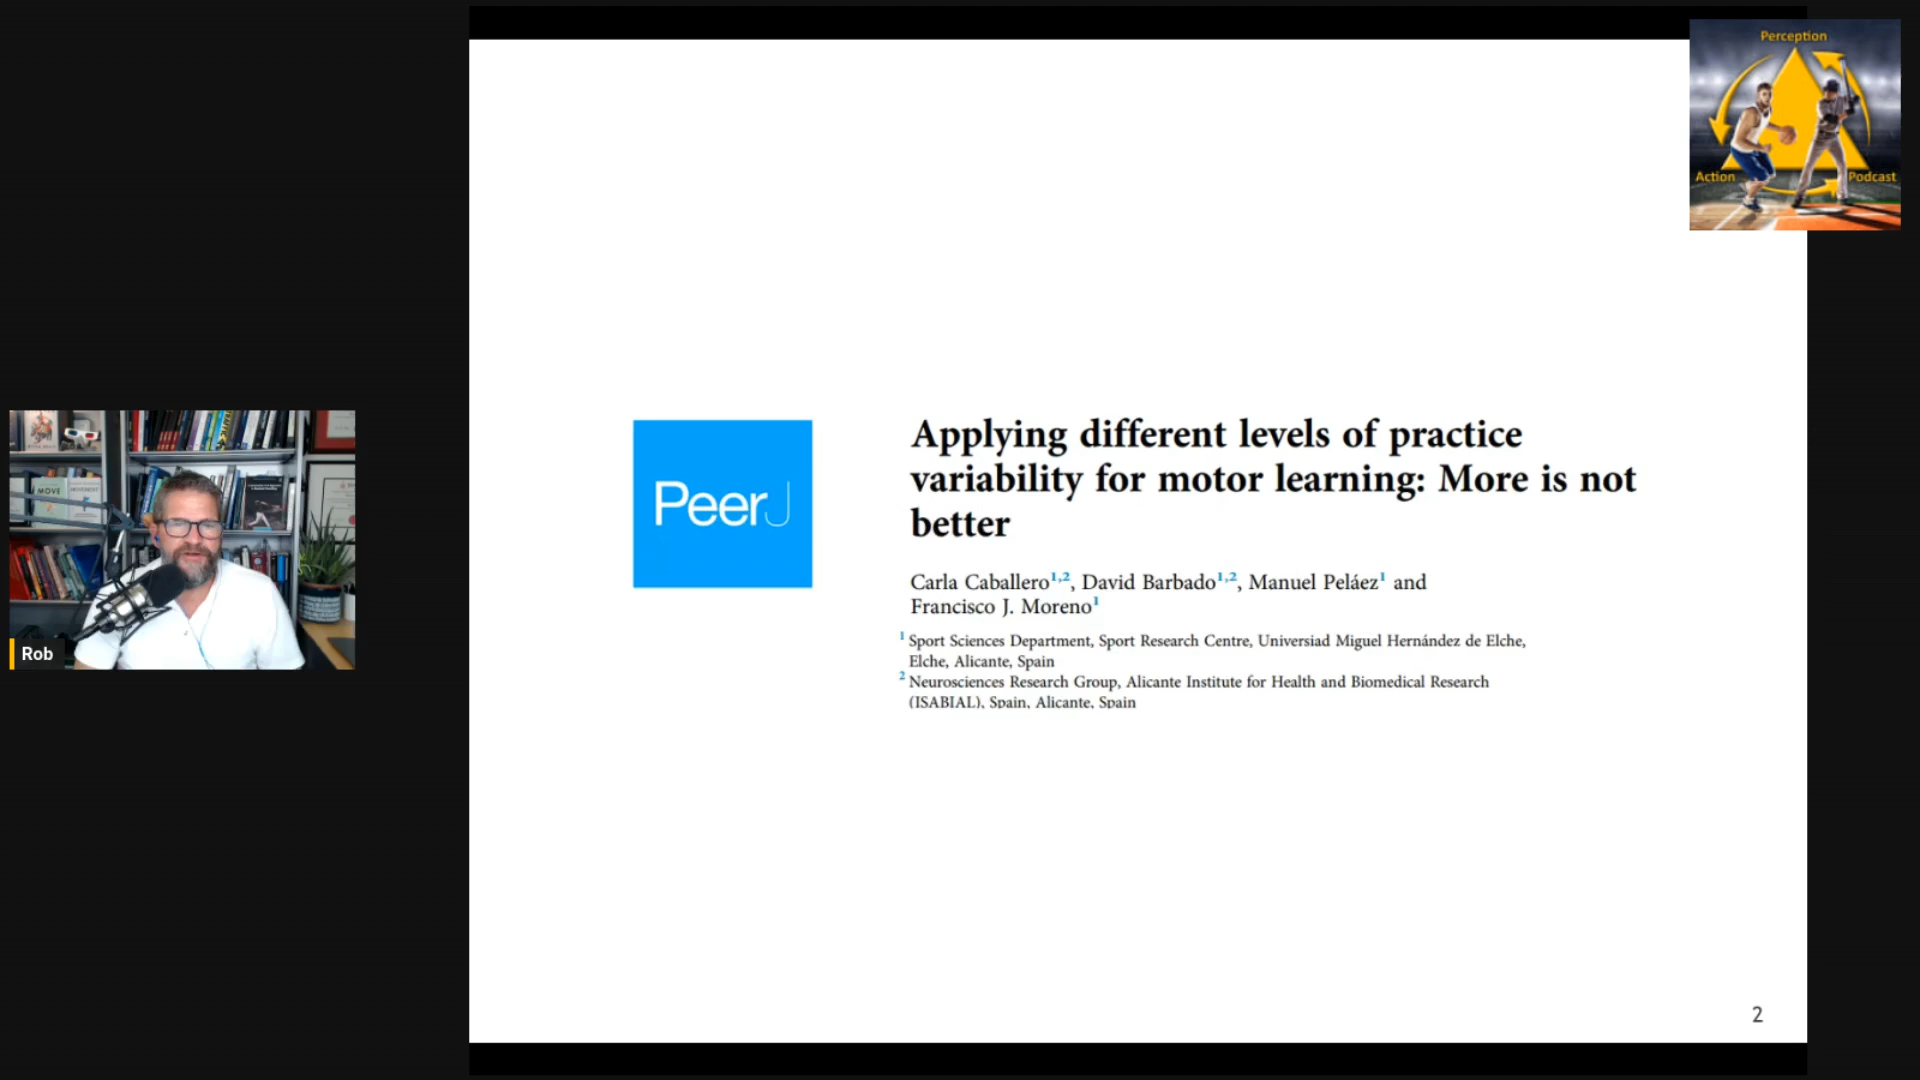 Perception
Action
Podcast
PeerJ
Applying different levels of practice
variability for motor learning: More is not
better
Carla Caballero1,2, David Barbado1,2, Manuel Peláez1 and
Francisco J. Moreno1
1 Sport Sciences Department, Sport Research Centre, Universiad Miguel Hernández de Elche,
Elche, Alicante, Spain
2 Neurosciences Research Group, Alicante Institute for Health and Biomedical Research
(ISABIAL), Spain, Alicante, Spain
MOVE
Rob
2